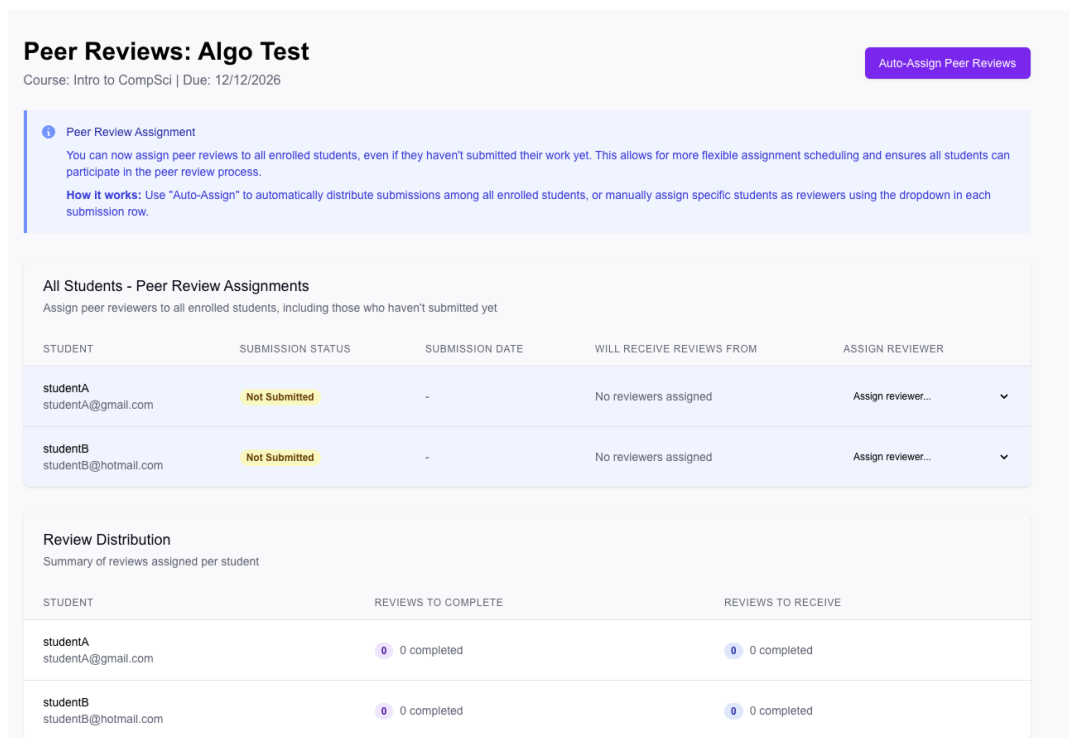 Peer Reviews: Algo Test
Course: Intro to CompSci | Due: 12/12/2026
Auto-Assign Peer Reviews
Peer Review Assignment
You can now assign peer reviews to all enrolled students, even if they haven't submitted their work yet. This allows for more flexible assignment scheduling and ensures all students can
participate in the peer review process.
How it works: Use "Auto-Assign" to automatically distribute submissions among all enrolled students, or manually assign specific students as reviewers using the dropdown in each
submission row.
All Students - Peer Review Assignments
Assign peer reviewers to all enrolled students, including those who haven't submitted yet
STUDENT SUBMISSION STATUS SUBMISSION DATE WILL RECEIVE REVIEWS FROM ASSIGN REVIEWER
studentA
studentA@gmail.com
Not Submitted - No reviewers assigned Assign reviewer...
studentB
studentB@hotmail.com
Not Submitted - No reviewers assigned Assign reviewer...
Review Distribution
Summary of reviews assigned per student
STUDENT REVIEWS TO COMPLETE REVIEWS TO RECEIVE
studentA
studentA@gmail.com
0 0 completed 0 0 completed
studentB
studentB@hotmail.com
0 0 completed 0 0 completed